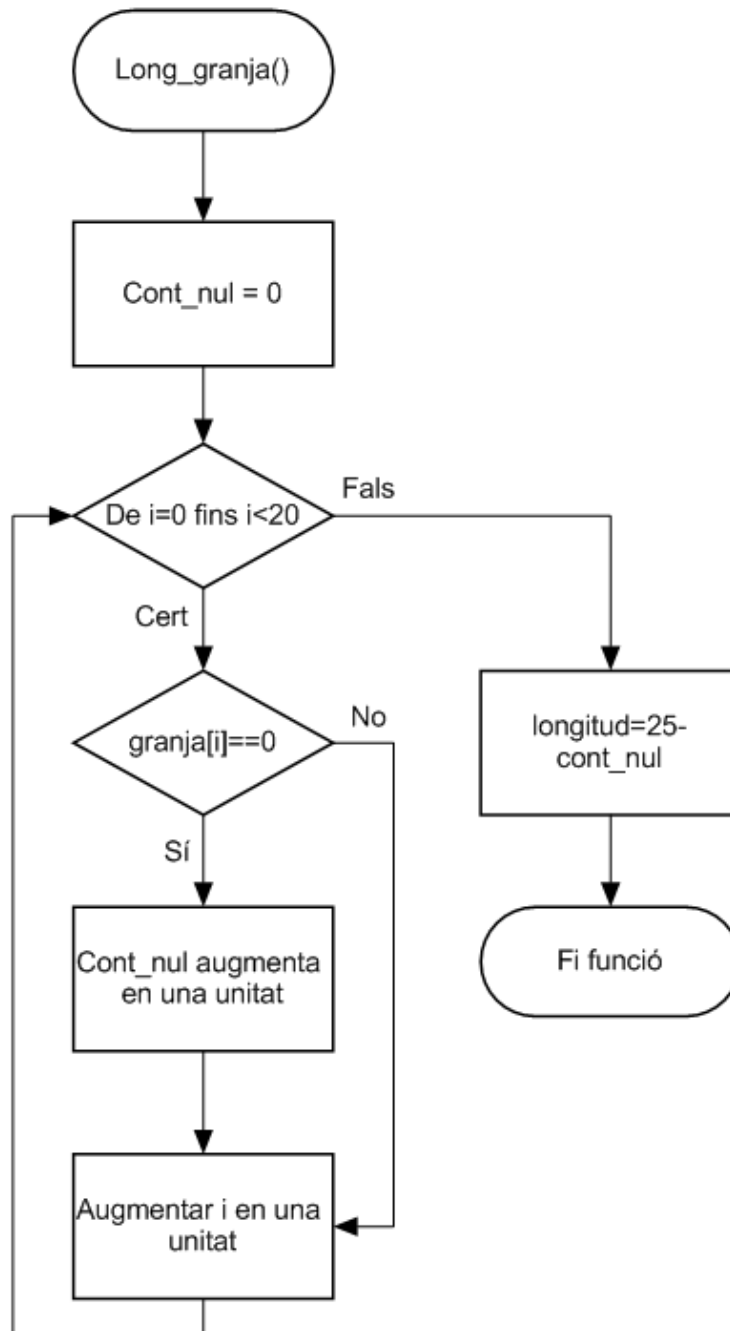 Long_granja()
Cont_nul = 0
De i=0 fins i<20
Fals
Cert
granja[i]==0
No
longitud=25-
cont_nul
Sí
Cont_nul augmenta
en una unitat
Fi funció
Augmentar i en una
unitat